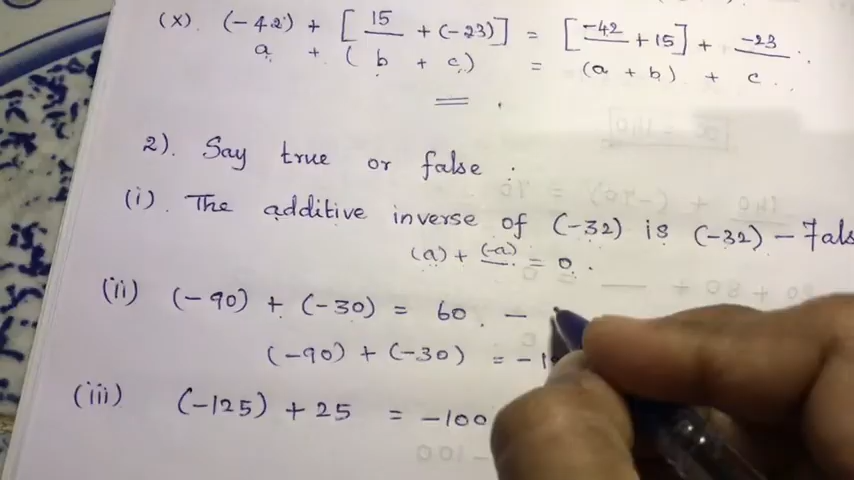 (x). (-42) + [ 15 + (-23) ] = [ -42 + 15 ] + -23
a + ( b + c ) = (a + b) + c
2). Say true or false :
(i). The additive inverse of (-32) is (-32) - Fals
(a) + (-a) = 0.
(ii) (-90) + (-30) = 60. -
(-90) + (-30) = -1
(iii) (-125) + 25 = -100